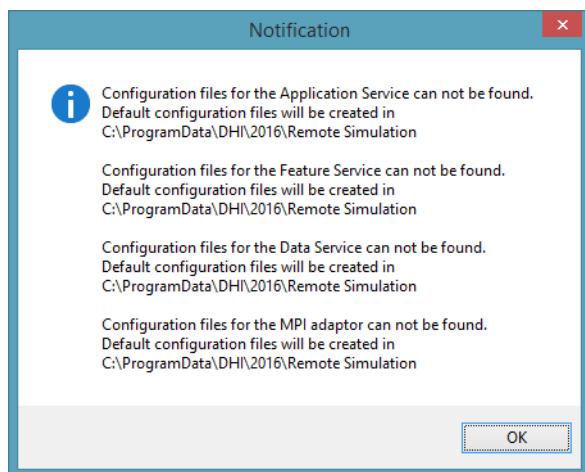 Notification
Configuration files for the Application Service can not be found.
Default configuration files will be created in
C:\ProgramData\DHI\2016\Remote Simulation
Configuration files for the Feature Service can not be found.
Default configuration files will be created in
C:\ProgramData\DHI\2016\Remote Simulation
Configuration files for the Data Service can not be found.
Default configuration files will be created in
C:\ProgramData\DHI\2016\Remote Simulation
Configuration files for the MPI adaptor can not be found.
Default configuration files will be created in
C:\ProgramData\DHI\2016\Remote Simulation
OK